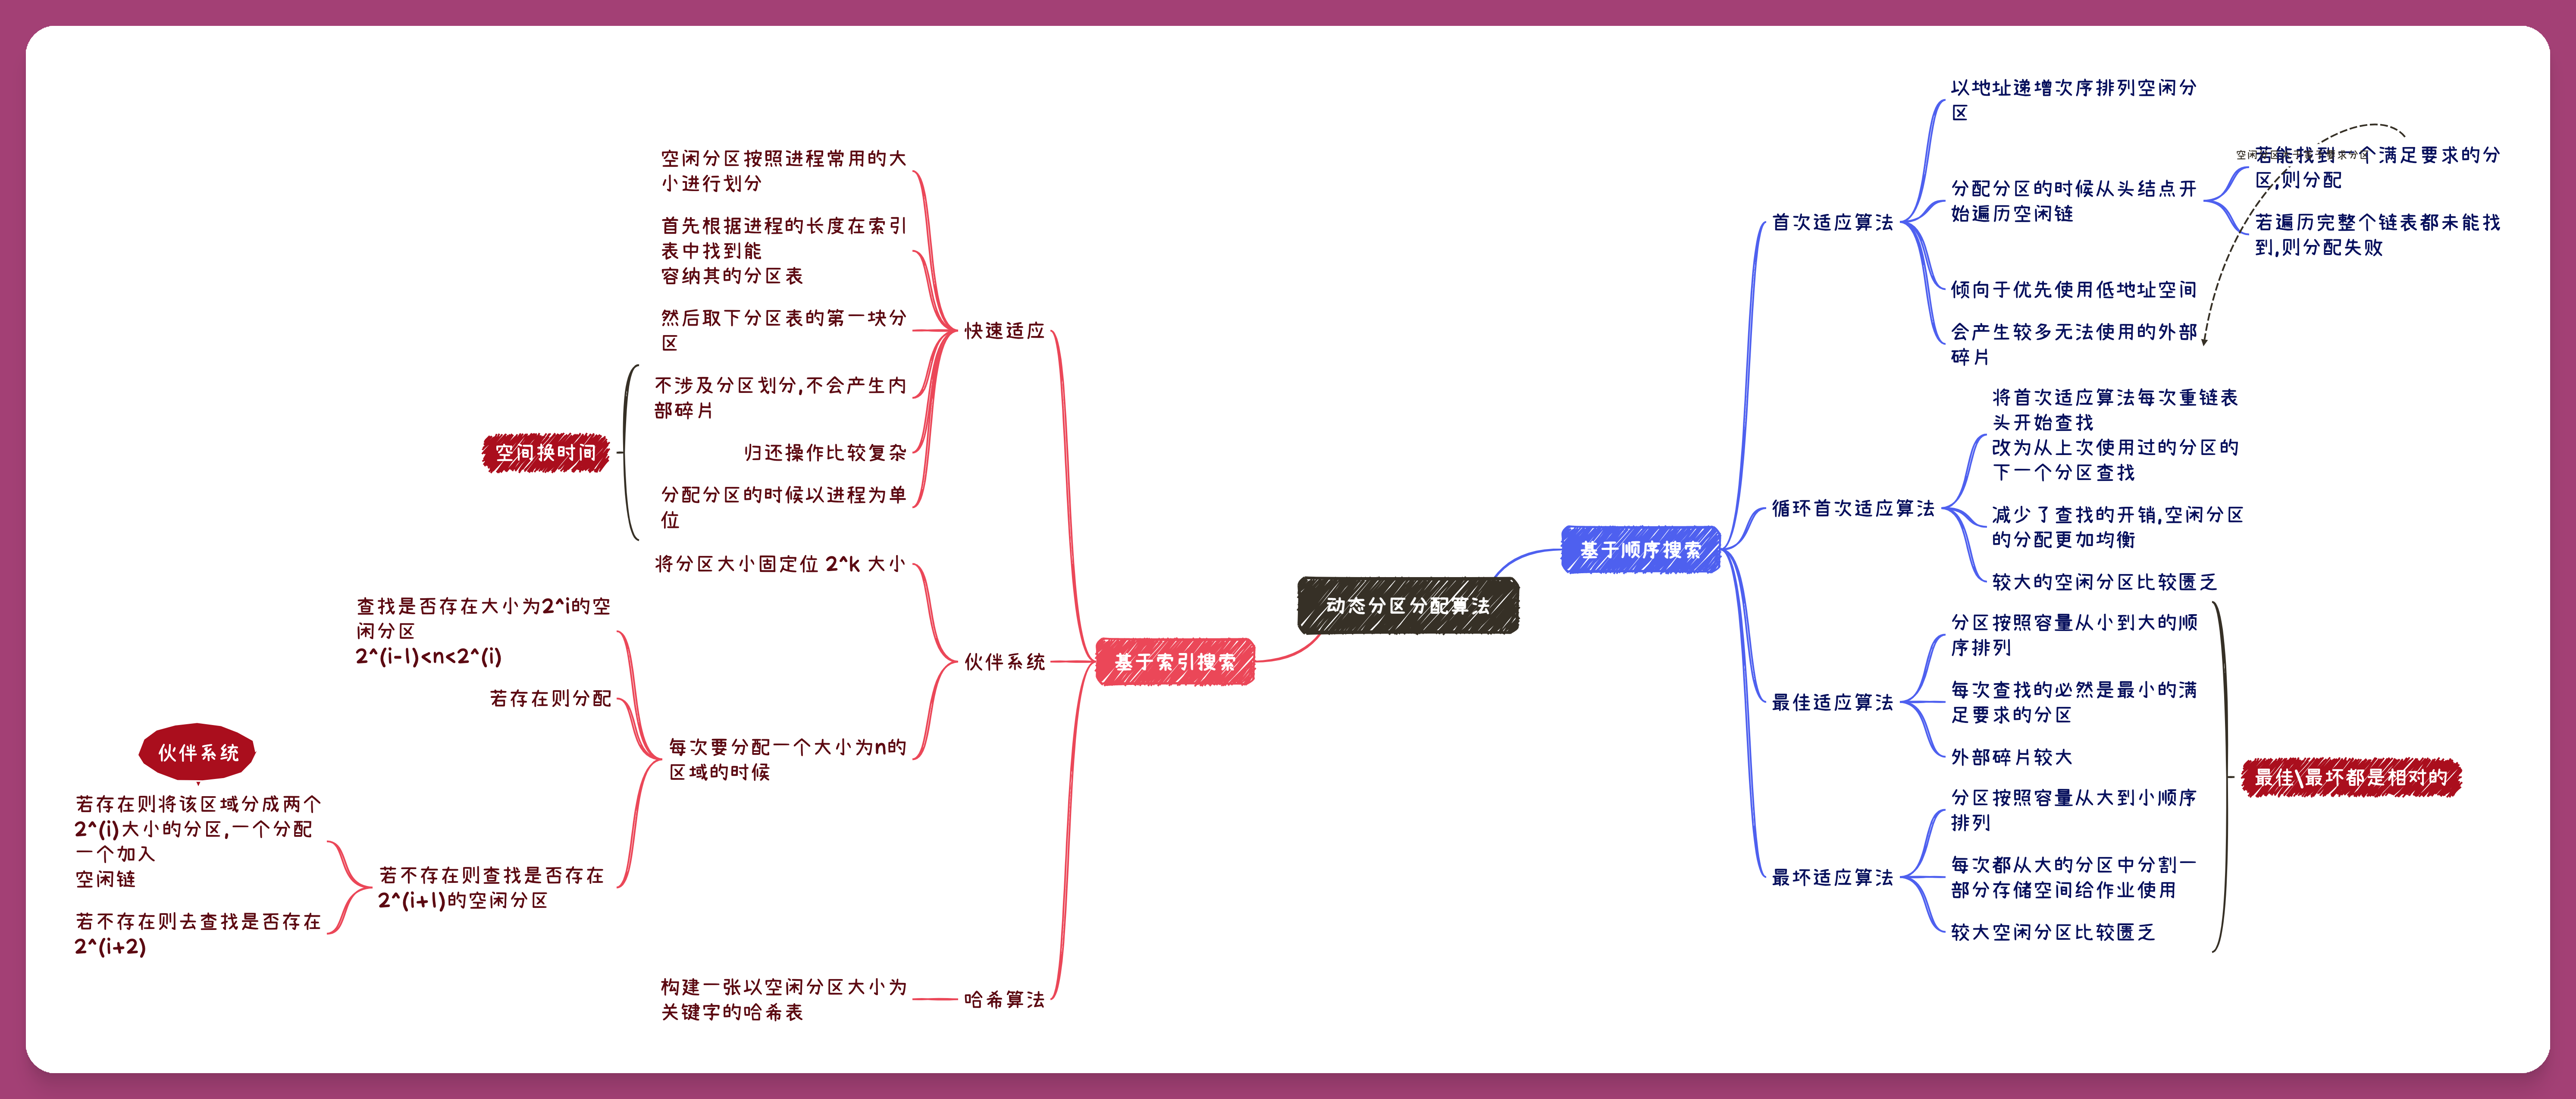 动态分区分配算法
基于顺序搜索
首次适应算法
以地址递增次序排列空闲分
区
分配分区的时候从头结点开
始遍历空闲链
若能找到一个满足要求的分
区,则分配
若遍历完整个链表都未能找
到,则分配失败
倾向于优先使用低地址空间
会产生较多无法使用的外部
碎片
循环首次适应算法
将首次适应算法每次重链表
头开始查找
改为从上次使用过的分区的
下一个分区查找
减少了查找的开销,空闲分区
的分配更加均衡
较大的空闲分区比较匮乏
最佳适应算法
分区按照容量从小到大的顺
序排列
每次查找的必然是最小的满
足要求的分区
外部碎片较大
最坏适应算法
分区按照容量从大到小顺序
排列
每次都从大的分区中分割一
部分存储空间给作业使用
较大空闲分区比较匮乏
最佳\最坏都是相对的
基于索引搜索
快速适应
空闲分区按照进程常用的大
小进行划分
首先根据进程的长度在索引
表中找到能
容纳其的分区表
然后取下分区表的第一块分
区
不涉及分区划分,不会产生内
部碎片
归还操作比较复杂
分配分区的时候以进程为单
位
空间换时间
伙伴系统
将分区大小固定位 2^k 大小
每次要分配一个大小为n的
区域的时候
查找是否存在大小为2^i的空
闲分区
2^(i-1)<n<2^(i)
若存在则分配
若不存在则查找是否存在
2^(i+1)的空闲分区
伙伴系统
若存在则将该区域分成两个
2^(i)大小的分区,一个分配
一个加入
空闲链
若不存在则去查找是否存在
2^(i+2)
哈希算法
构建一张以空闲分区大小为
关键字的哈希表